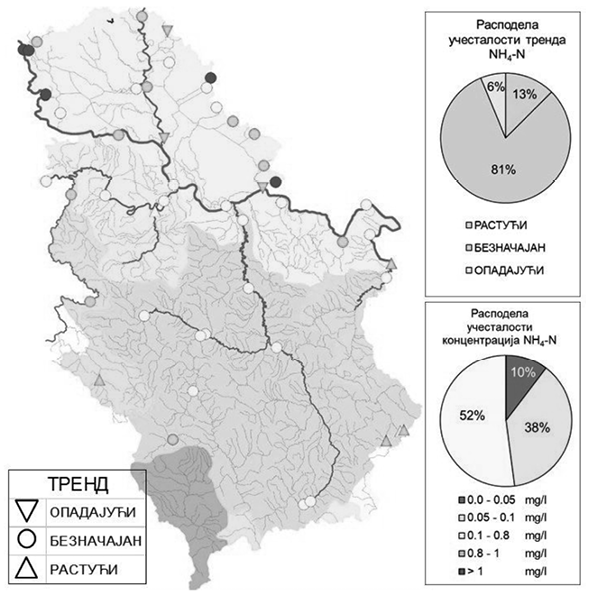 Расподела
учесталости тренда
NH₄-N
6%
13%
81%
РАСТУЋИ
БЕЗНАЧАЈАН
ОПАДАЈУЋИ
Расподела
учесталости
концентрација NH₄-N
10%
52%
38%
0.0 - 0.05 mg/l
0.05 - 0.1 mg/l
0.1 - 0.8 mg/l
0.8 - 1 mg/l
> 1 mg/l
ТРЕНД
ОПАДАЈУЋИ
БЕЗНАЧАЈАН
РАСТУЋИ